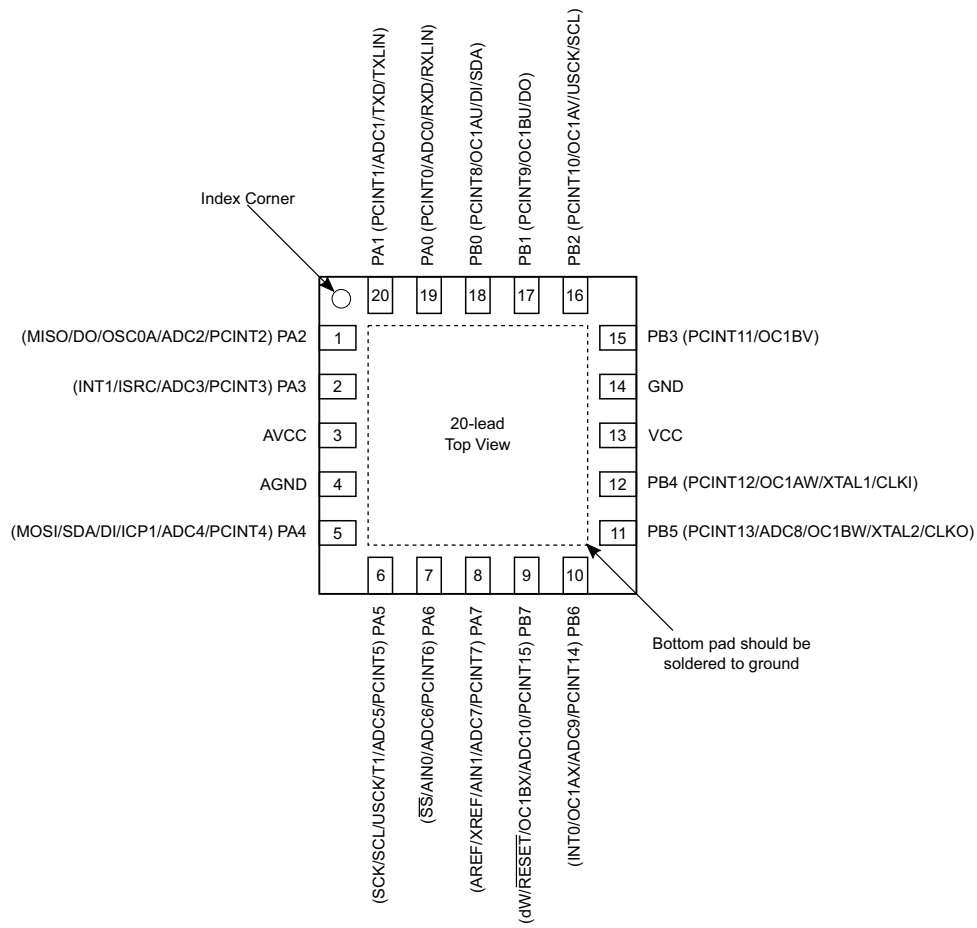 PA1 (PCINT1/ADC1/TXD/TXLIN)
PA0 (PCINT0/ADC0/RXD/RXLIN)
PB0 (PCINT8/OC1AU/DI/SDA)
PB1 (PCINT9/OC1BU/DO)
PB2 (PCINT10/OC1AV/USCK/SCL)
Index Corner
20
19
18
17
16
(MISO/DO/OSC0A/ADC2/PCINT2) PA2
1
15
PB3 (PCINT11/OC1BV)
(INT1/ISRC/ADC3/PCINT3) PA3
2
14
GND
AVCC
3
20-lead
Top View
13
VCC
AGND
4
12
PB4 (PCINT12/OC1AW/XTAL1/CLKI)
(MOSI/SDA/DI/ICP1/ADC4/PCINT4) PA4
5
11
PB5 (PCINT13/ADC8/OC1BW/XTAL2/CLKO)
6
7
8
9
10
(SCK/SCL/USCK/T1/ADC5/PCINT5) PA5
(SS/AIN0/ADC6/PCINT6) PA6
(AREF/XREF/AIN1/ADC7/PCINT7) PA7
(dW/RESET/OC1BX/ADC10/PCINT15) PB7
(INT0/OC1AX/ADC9/PCINT14) PB6
Bottom pad should be
soldered to ground